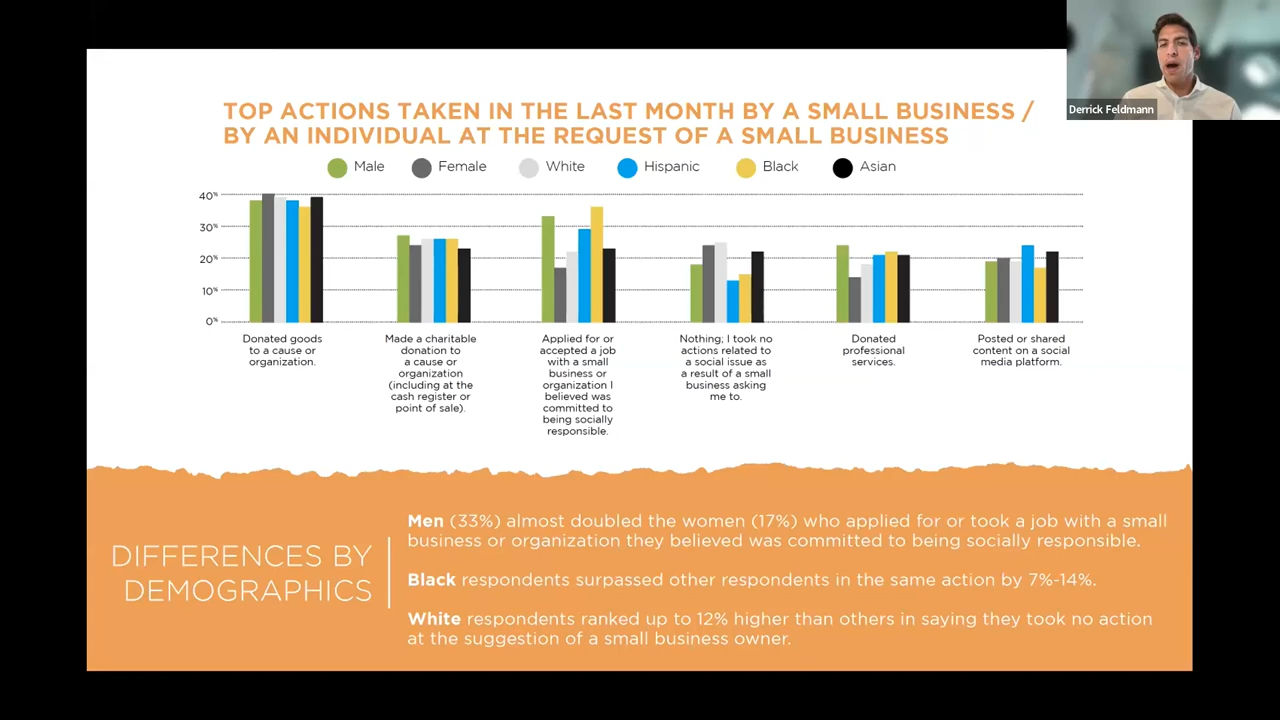 Derrick Feldmann
TOP ACTIONS TAKEN IN THE LAST MONTH BY A SMALL BUSINESS /
BY AN INDIVIDUAL AT THE REQUEST OF A SMALL BUSINESS
Male Female White Hispanic Black Asian
40%
30%
20%
10%
0%
Donated goods
to a cause or
organization.
Made a charitable
donation to
a cause or
organization
(including at the
cash register or
point of sale).
Applied for or
accepted a job
with a small
business or
organization I
believed was
committed to
being socially
responsible.
Nothing; I took no
actions related to
a social issue as
a result of a small
business asking
me to.
Donated
professional
services.
Posted or shared
content on a social
media platform.
DIFFERENCES BY
DEMOGRAPHICS
Men (33%) almost doubled the women (17%) who applied for or took a job with a small
business or organization they believed was committed to being socially responsible.
Black respondents surpassed other respondents in the same action by 7%-14%.
White respondents ranked up to 12% higher than others in saying they took no action
at the suggestion of a small business owner.